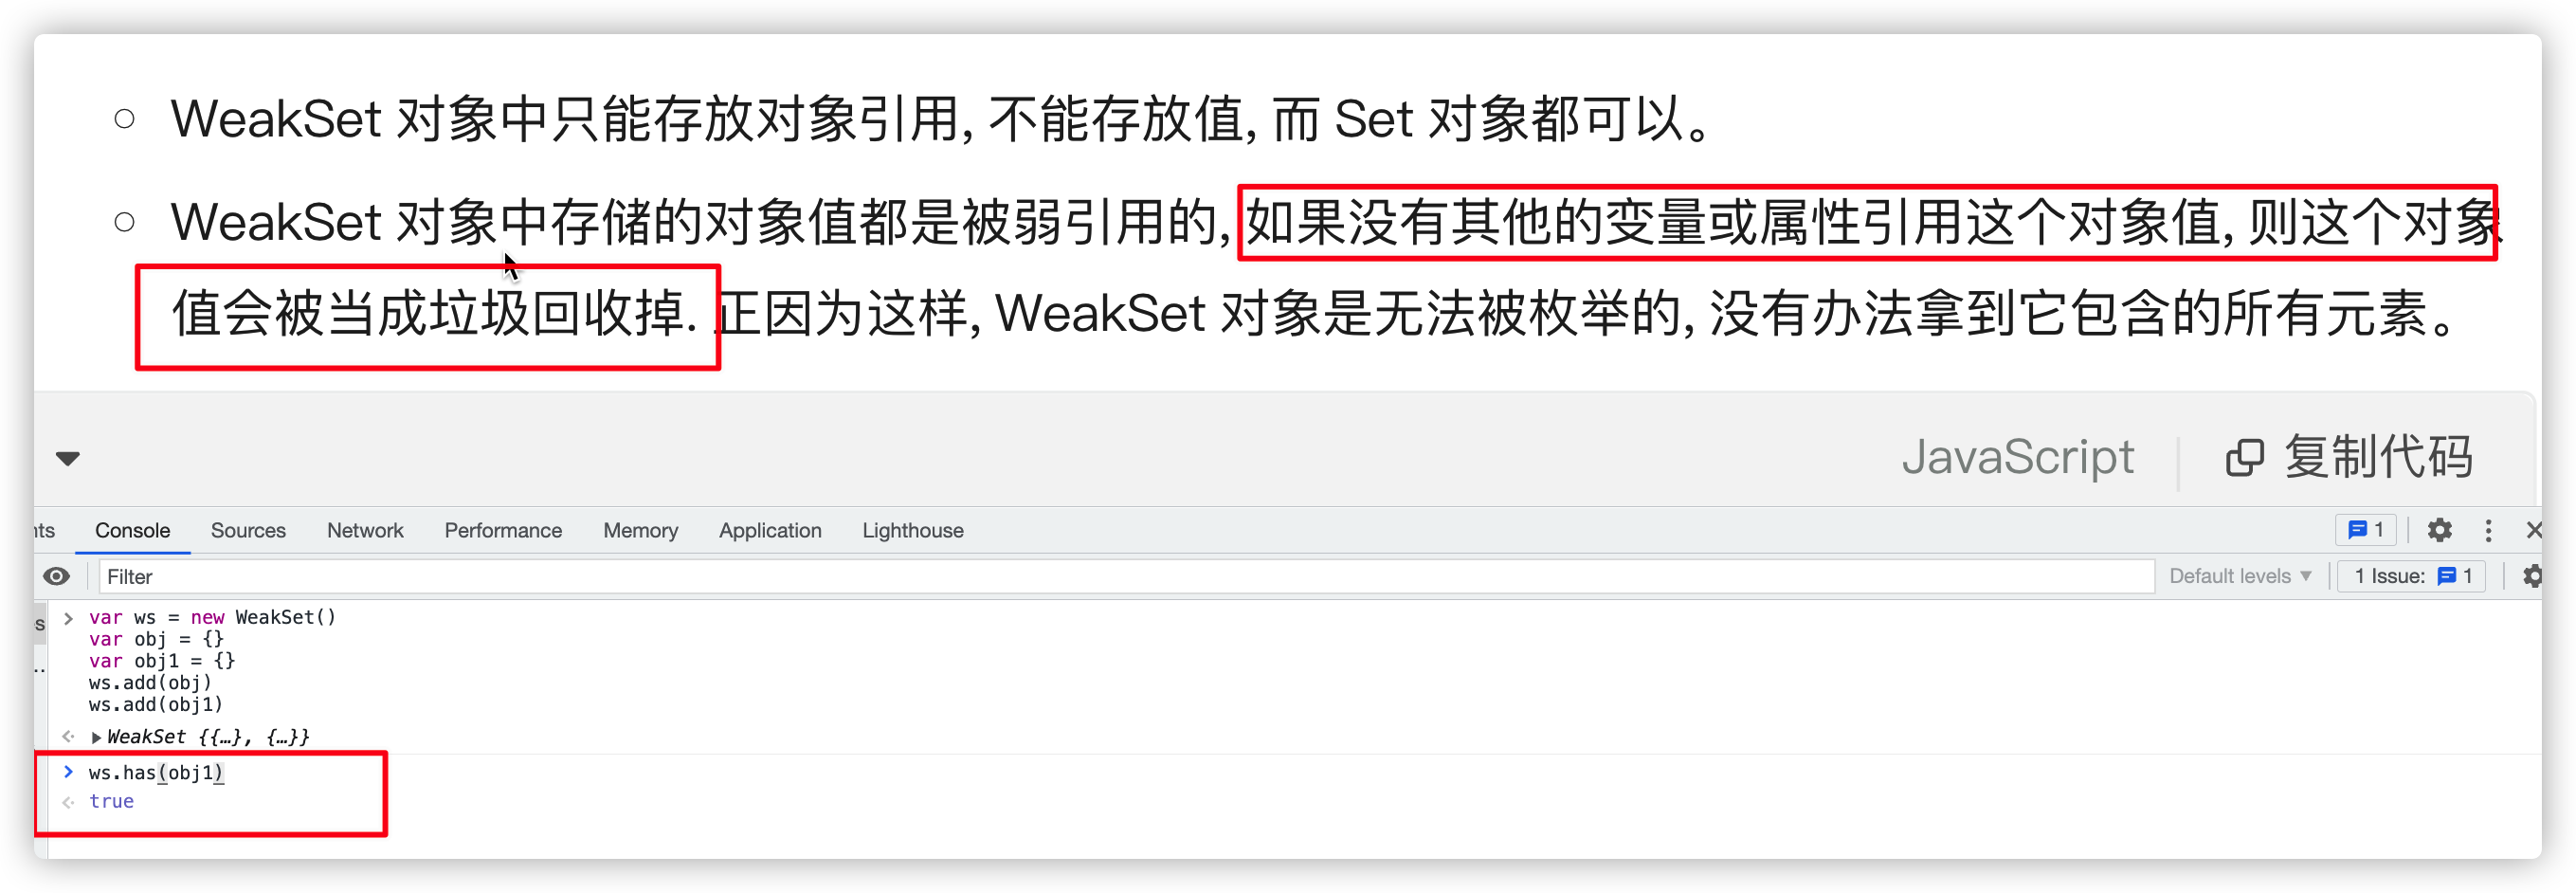 WeakSet 对象中只能存放对象引用, 不能存放值, 而 Set 对象都可以。
WeakSet 对象中存储的对象值都是被弱引用的, 如果没有其他的变量或属性引用这个对象值, 则这个对象
值会被当成垃圾回收掉. 正因为这样, WeakSet 对象是无法被枚举的, 没有办法拿到它包含的所有元素。
JavaScript 复制代码
nts Console Sources Network Performance Memory Application Lighthouse 1
Filter Default levels 1 Issue: 1
s > var ws = new WeakSet()
var obj = {}
var obj1 = {}
ws.add(obj)
ws.add(obj1)
WeakSet {{…}, {…}}
> ws.has(obj1)
true